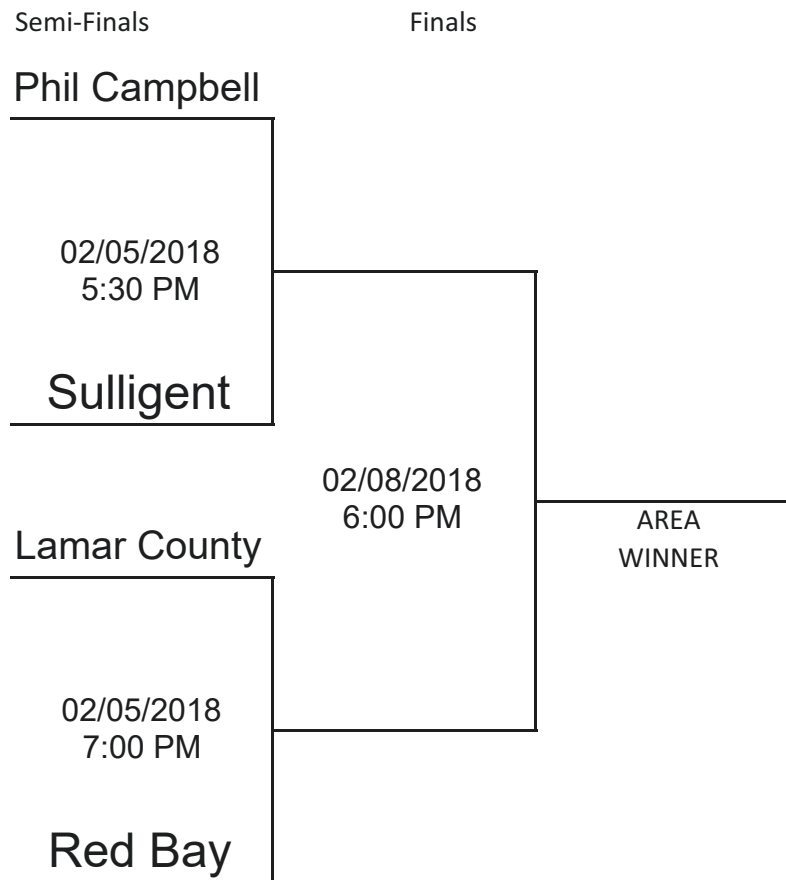 Semi-Finals
Finals
Phil Campbell
02/05/2018
5:30 PM
Sulligent
02/08/2018
6:00 PM
AREA
WINNER
Lamar County
02/05/2018
7:00 PM
Red Bay